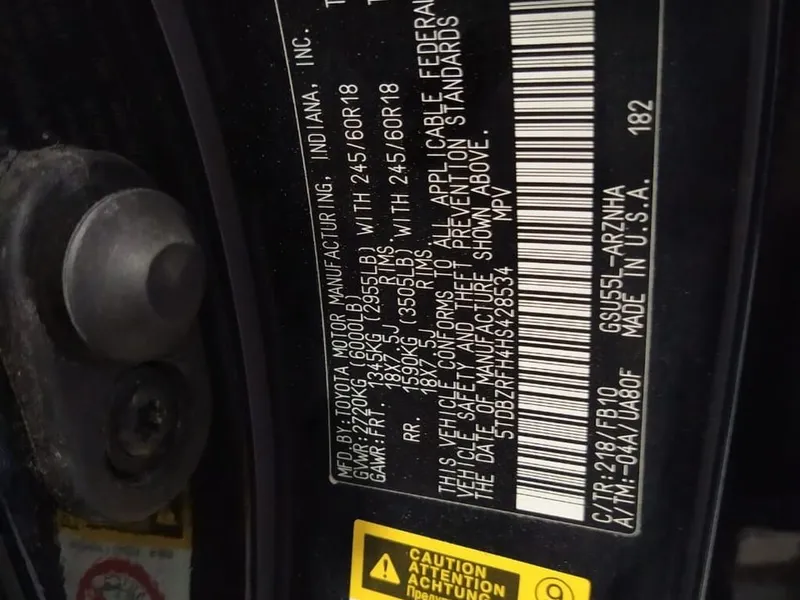 MFD. BY: TOYOTA MOTOR MANUFACTURING, INDIANA, INC.
GVWR: 2720KG (6000LB)
GAWR: FRT. 1345KG (2955LB) WITH 245/60R18
18X7.5J RIMS.
RR. 1590KG (3505LB) WITH 245/60R18
18X7.5J RIMS.
THIS VEHICLE CONFORMS TO ALL APPLICABLE FEDERAL
VEHICLE SAFETY AND THEFT PREVENTION STANDARDS
THE DATE OF MANUFACTURE SHOWN ABOVE.
5TDBZRFH4HS428534 MPV
C/TR: 218/FB10 GSU55L-ARZNHA 182
A/TM: -04A/UA80F MADE IN U.S.A.
CAUTION
ATTENTION
ACHTUNG